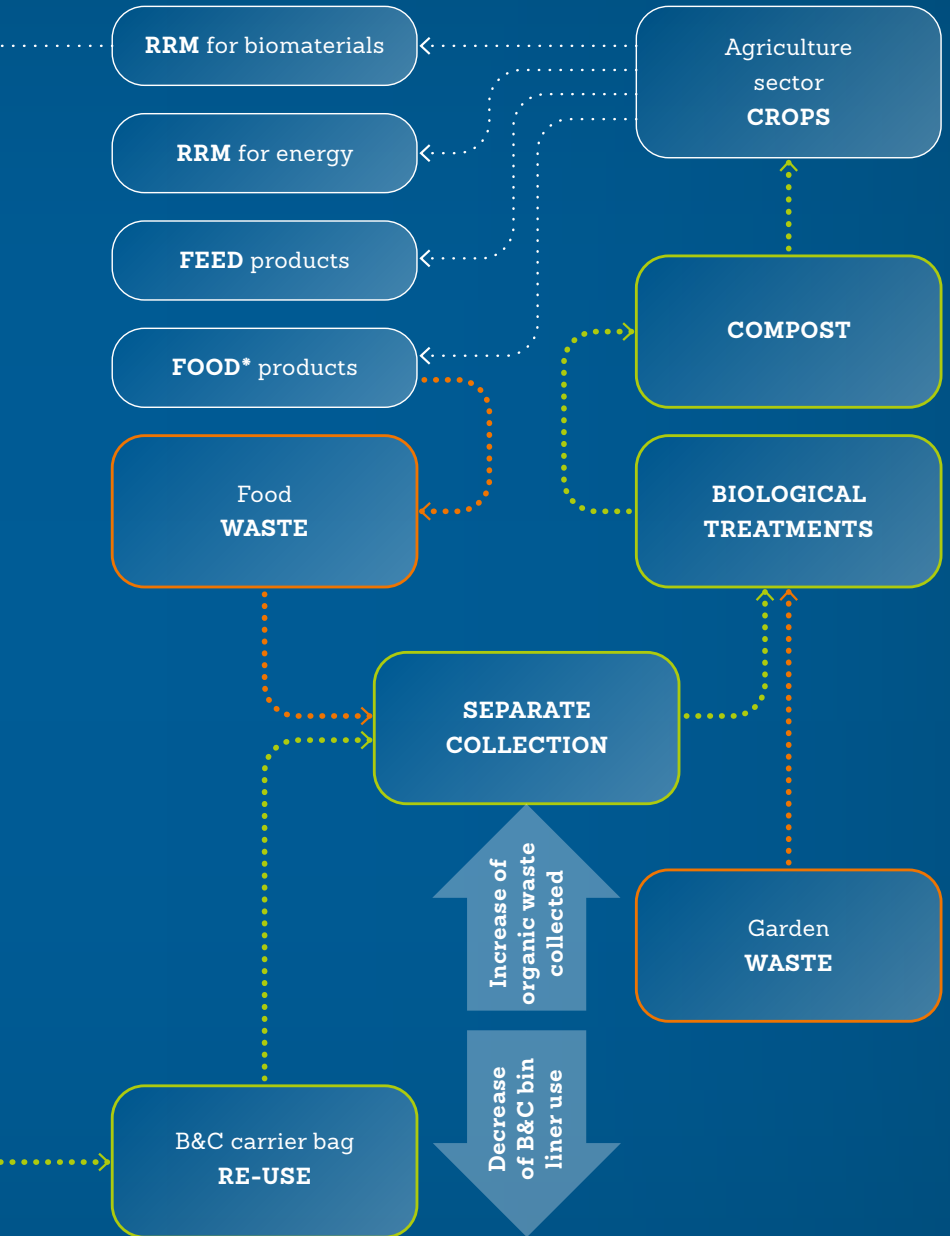 RRM for biomaterials
Agriculture
sector
CROPS
RRM for energy
FEED products
COMPOST
FOOD* products
Food
WASTE
BIOLOGICAL
TREATMENTS
SEPARATE
COLLECTION
Increase of
organic waste
collected
Garden
WASTE
Decrease
of B&C bin
liner use
B&C carrier bag
RE-USE